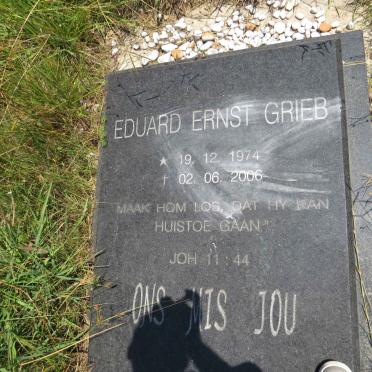 EDUARD ERNST GRIEB
★ 19. 12. 1974
† 02. 06. 2006
MAAK HOM LOS, DAT HY KAN
HUISTOE GAAN"
JOH 11 : 44
ONS MIS JOU